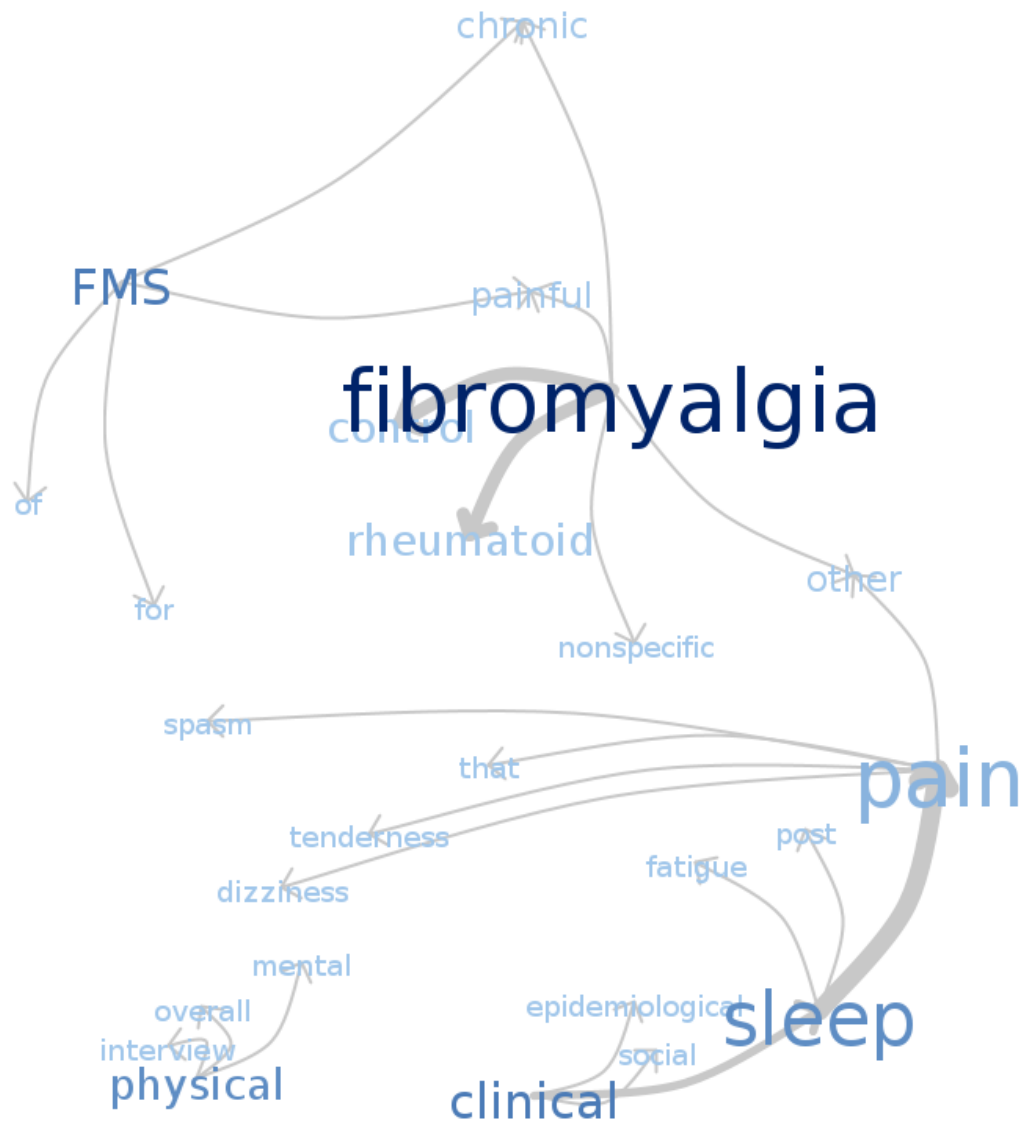 chronic
FMS
painful
fibromyalgia
control
of
rheumatoid
other
for
nonspecific
spasm
that
pain
tenderness
post
fatigue
dizziness
mental
overall
epidemiological
sleep
interview
social
physical
clinical